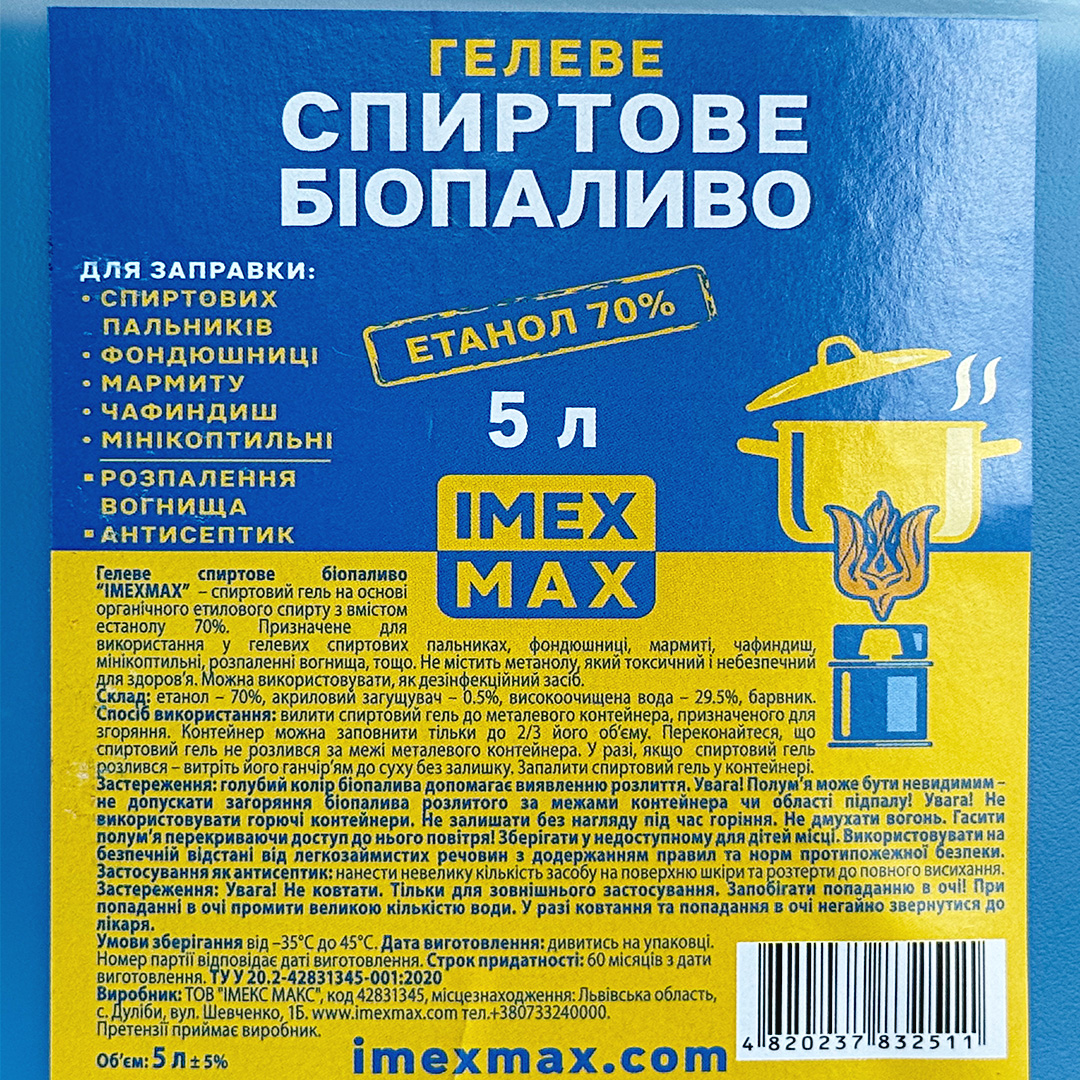 ГЕЛЕВЕ
СПИРТОВЕ
БІОПАЛИВО
ДЛЯ ЗАПРАВКИ:
• СПИРТОВИХ
ПАЛЬНИКІВ
• ФОНДЮШНИЦІ
• МАРМИТУ
• ЧАФИНДИШ
• МІНІКОПТИЛЬНІ
▪ РОЗПАЛЕННЯ
ВОГНИЩА
▪ АНТИСЕПТИК
ЕТАНОЛ 70%
5 л
IMEX
MAX
Гелеве спиртове біопаливо
"IMEXMAX" – спиртовий гель на основі
органічного етилового спирту з вмістом
естанолу 70%. Призначене для
використання у гелевих спиртових пальниках, фондюшниці, мармиті, чафиндиш,
мінікоптильні, розпаленні вогнища, тощо. Не містить метанолу, який токсичний і небезпечний
для здоров'я. Можна використовувати, як дезінфекційний засіб.
Склад: етанол – 70%, акриловий загущувач – 0.5%, високоочищена вода – 29.5%, барвник.
Спосіб використання: вилити спиртовий гель до металевого контейнера, призначеного для
згоряння. Контейнер можна заповнити тільки до 2/3 його об'єму. Переконайтеся, що
спиртовий гель не розлився за межі металевого контейнера. У разі, якщо спиртовий гель
розлився – витріть його ганчір'ям до суху без залишку. Запалити спиртовий гель у контейнері.
Застереження: голубий колір біопалива допомагає виявленню розлиття. Увага! Полум'я може бути невидимим –
не допускати загоряння біопалива розлитого за межами контейнера чи області підпалу! Увага! Не
використовувати горючі контейнери. Не залишати без нагляду під час горіння. Не дмухати вогонь. Гасити
полум'я перекриваючи доступ до нього повітря! Зберігати у недоступному для дітей місці. Використовувати на
безпечній відстані від легкозаймистих речовин з додержанням правил та норм протипожежної безпеки.
Застосування як антисептик: нанести невелику кількість засобу на поверхню шкіри та розтерти до повного висихання.
Застереження: Увага! Не ковтати. Тільки для зовнішнього застосування. Запобігати попаданню в очі! При
попаданні в очі промити великою кількістю води. У разі ковтання та попадання в очі негайно звернутися до
лікаря.
Умови зберігання від –35°C до 45°C. Дата виготовлення: дивитись на упаковці.
Номер партії відповідає даті виготовлення. Строк придатності: 60 місяців з дати
виготовлення. ТУ У 20.2-42831345-001:2020
Виробник: ТОВ "ІМЕКС МАКС", код 42831345, місцезнаходження: Львівська область,
с. Дуліби, вул. Шевченко, 1Б. www.imexmax.com тел.+380733240000.
Претензії приймає виробник.
Об'єм: 5 Л ± 5%
imexmax.com
4 820237 832511